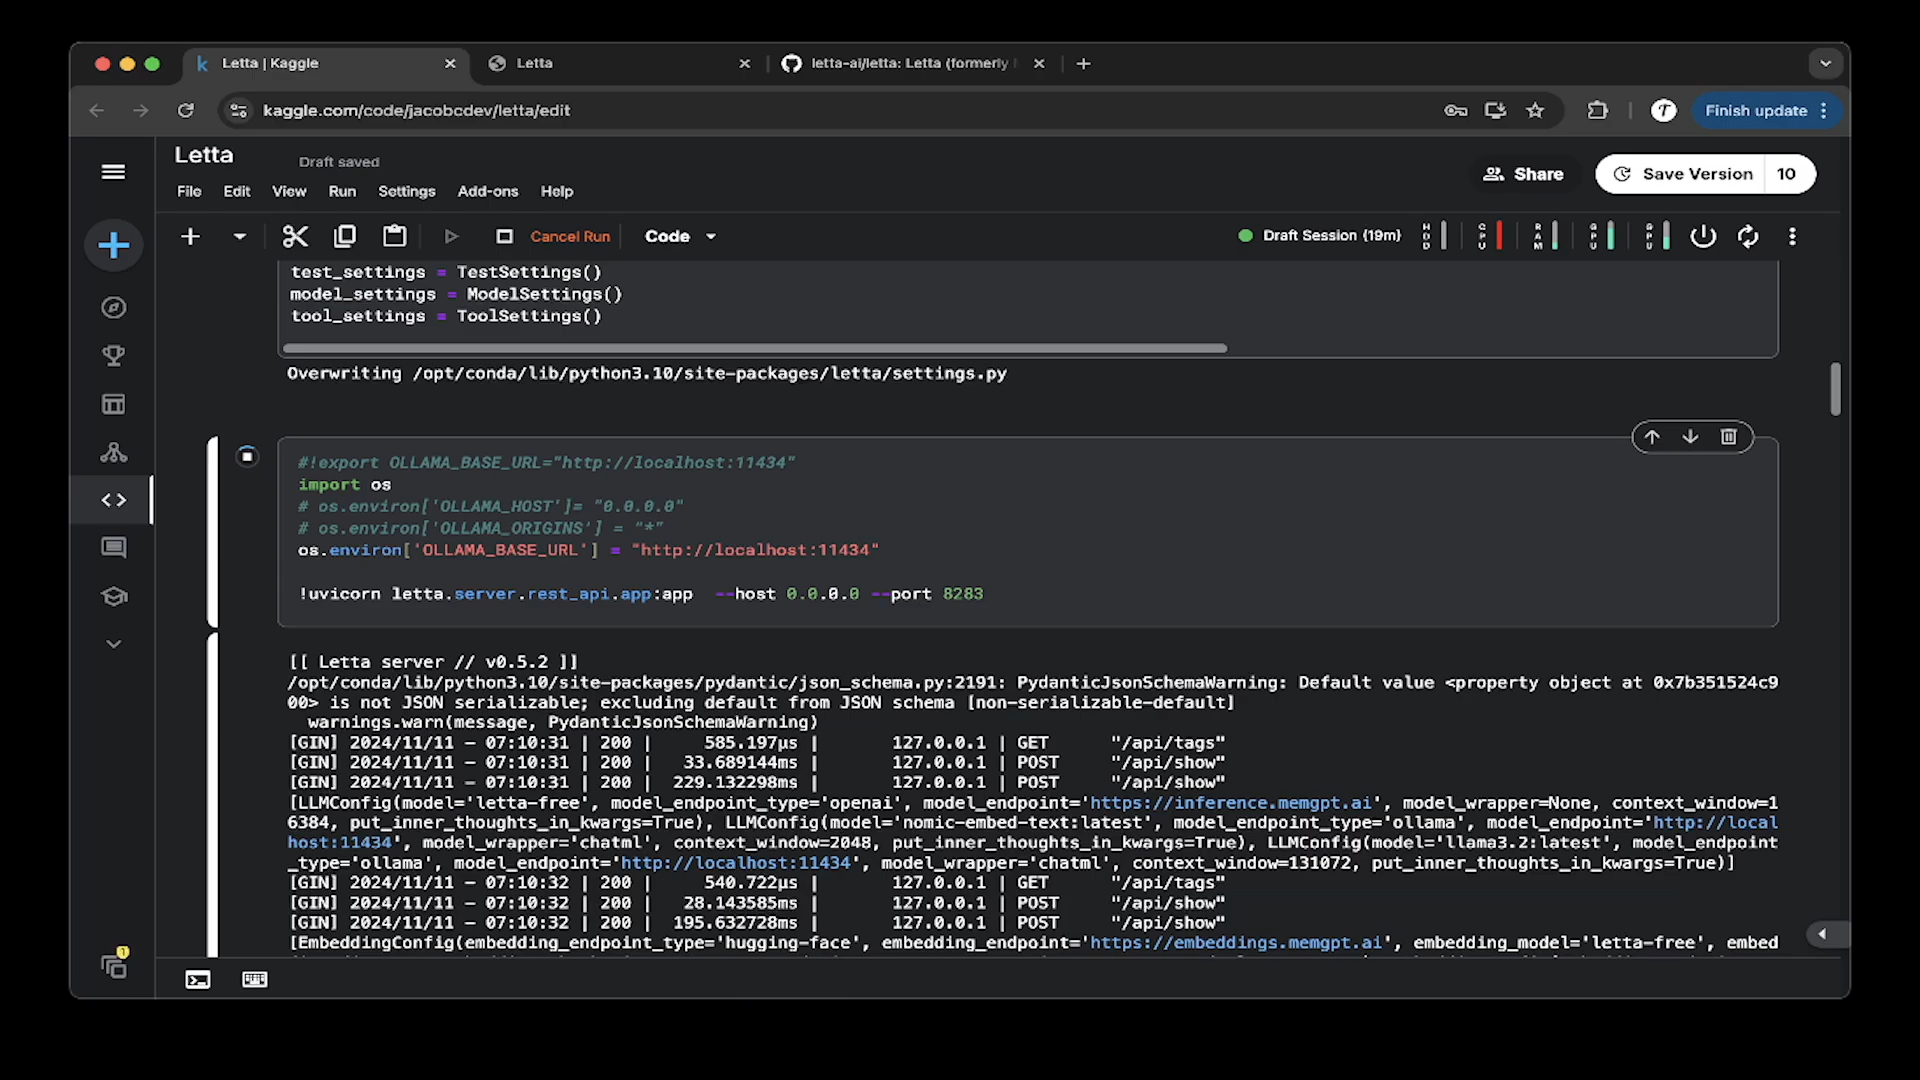 Letta | Kaggle
Letta
letta-ai/letta: Letta (formerly
kaggle.com/code/jacobcdev/letta/edit
Finish update
Letta
Draft saved
File Edit View Run Settings Add-ons Help
Share
Save Version 10
Cancel Run
Code
Draft Session (19m)
HDD
CPU
RAM
GPU
GPU
test_settings = TestSettings()
model_settings = ModelSettings()
tool_settings = ToolSettings()
Overwriting /opt/conda/lib/python3.10/site-packages/letta/settings.py
#!export OLLAMA_BASE_URL="http://localhost:11434"
import os
# os.environ['OLLAMA_HOST']= "0.0.0.0"
# os.environ['OLLAMA_ORIGINS'] = "*"
os.environ['OLLAMA_BASE_URL'] = "http://localhost:11434"
!uvicorn letta.server.rest_api.app:app --host 0.0.0.0 --port 8283
[[ Letta server // v0.5.2 ]]
/opt/conda/lib/python3.10/site-packages/pydantic/json_schema.py:2191: PydanticJsonSchemaWarning: Default value <property object at 0x7b351524c9
00> is not JSON serializable; excluding default from JSON schema [non-serializable-default]
warnings.warn(message, PydanticJsonSchemaWarning)
[GIN] 2024/11/11 - 07:10:31 | 200 | 585.197µs | 127.0.0.1 | GET "/api/tags"
[GIN] 2024/11/11 - 07:10:31 | 200 | 33.689144ms | 127.0.0.1 | POST "/api/show"
[GIN] 2024/11/11 - 07:10:31 | 200 | 229.132298ms | 127.0.0.1 | POST "/api/show"
[LLMConfig(model='letta-free', model_endpoint_type='openai', model_endpoint='https://inference.memgpt.ai', model_wrapper=None, context_window=1
6384, put_inner_thoughts_in_kwargs=True), LLMConfig(model='nomic-embed-text:latest', model_endpoint_type='ollama', model_endpoint='http://local
host:11434', model_wrapper='chatml', context_window=2048, put_inner_thoughts_in_kwargs=True), LLMConfig(model='llama3.2:latest', model_endpoint
_type='ollama', model_endpoint='http://localhost:11434', model_wrapper='chatml', context_window=131072, put_inner_thoughts_in_kwargs=True)]
[GIN] 2024/11/11 - 07:10:32 | 200 | 540.722µs | 127.0.0.1 | GET "/api/tags"
[GIN] 2024/11/11 - 07:10:32 | 200 | 28.143585ms | 127.0.0.1 | POST "/api/show"
[GIN] 2024/11/11 - 07:10:32 | 200 | 195.632728ms | 127.0.0.1 | POST "/api/show"
[EmbeddingConfig(embedding_endpoint_type='hugging-face', embedding_endpoint='https://embeddings.memgpt.ai', embedding_model='letta-free', embed
1